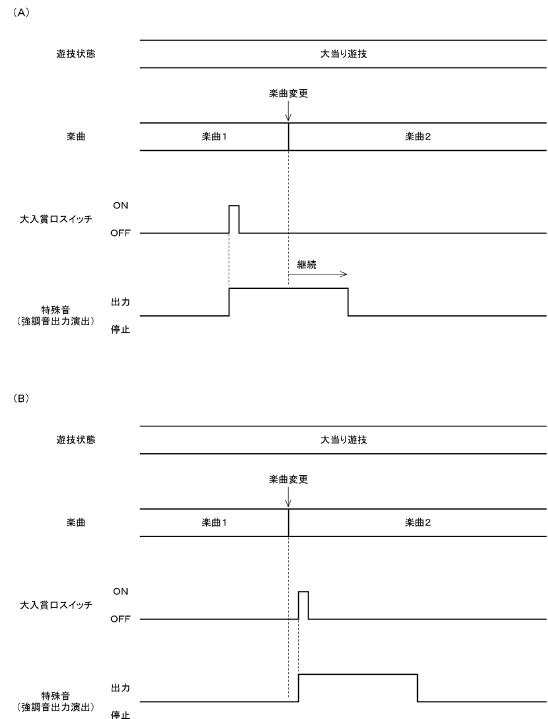 (A)
遊技状態 大当り遊技
楽曲変更
楽曲 楽曲1 楽曲2
ON
大入賞口スイッチ
OFF
継続
出力
特殊音
(強調音出力演出)
停止
(B)
遊技状態 大当り遊技
楽曲変更
楽曲 楽曲1 楽曲2
ON
大入賞口スイッチ
OFF
出力
特殊音
(強調音出力演出)
停止